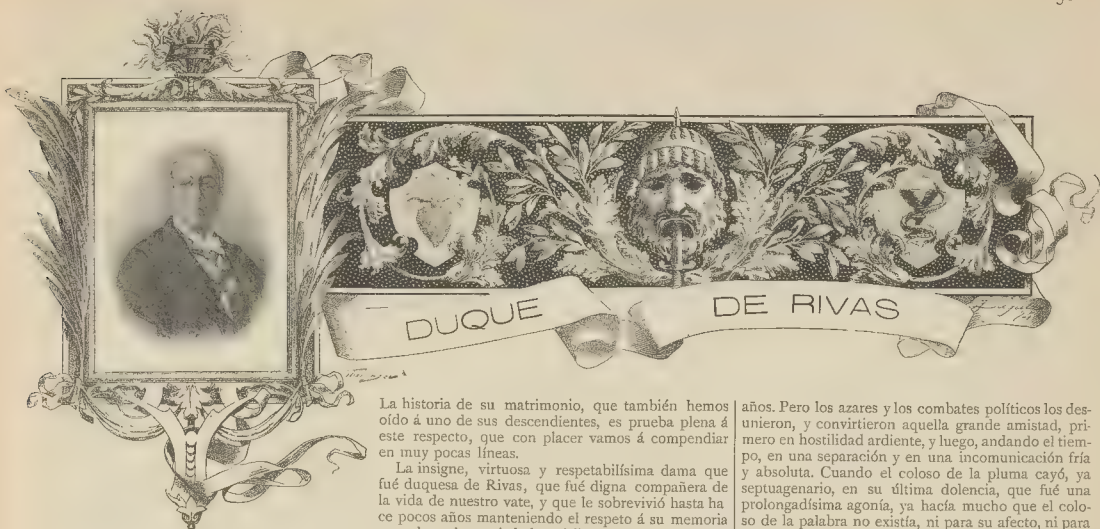 DUQUE DE RIVAS
La historia de su matrimonio, que también hemos
oído á uno de sus descendientes, es prueba plena á
este respecto, que con placer vamos á compendiar
en muy pocas líneas.
La insigne, virtuosa y respetabilísima dama que
fué duquesa de Rivas, que fué digna compañera de
la vida de nuestro vate, y que le sobrevivió hasta ha
ce pocos años manteniendo el respeto á su memoria
años. Pero los azares y los combates políticos los des-
unieron, y convirtieron aquella grande amistad, pri-
mero en hostilidad ardiente, y luego, andando el tiem-
po, en una separación y en una incomunicación fría
y absoluta. Cuando el coloso de la pluma cayó, ya
septuagenario, en su última dolencia, que fué una
prolongadísima agonía, ya hacía mucho que el colo-
so de la palabra no existía, ni para su afecto, ni para